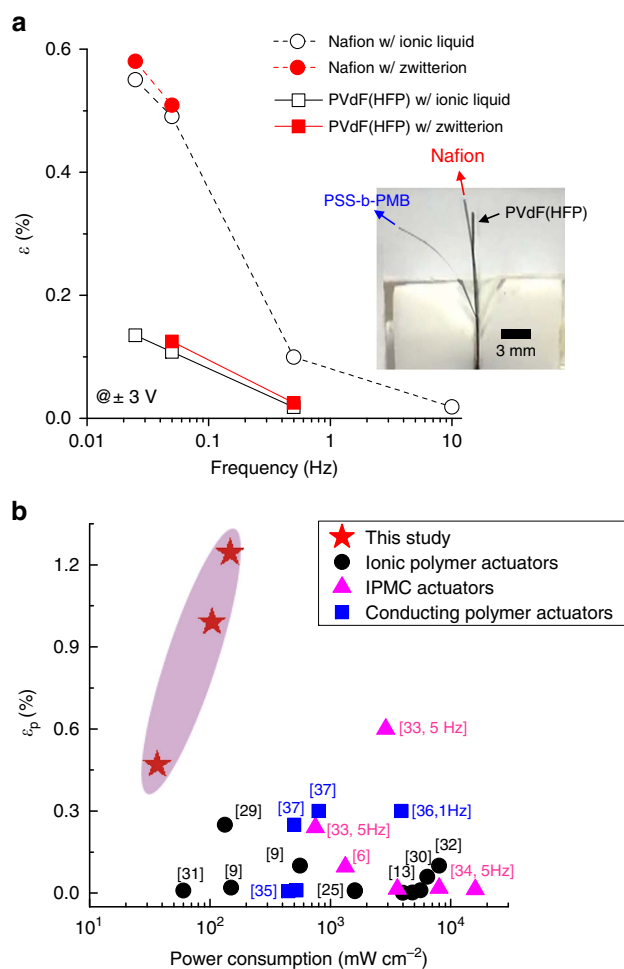 a
Nafion w/ ionic liquid
Nafion w/ zwitterion
PVdF(HFP) w/ ionic liquid
PVdF(HFP) w/ zwitterion
0.6
0.4
0.2
0.0
ε (%)
Nafion
PSS-b-PMB
PVdF(HFP)
3 mm
@± 3 V
0.01
0.1
1
10
Frequency (Hz)
b
This study
Ionic polymer actuators
IPMC actuators
Conducting polymer actuators
1.2
0.9
0.6
0.3
0.0
εp (%)
[33, 5 Hz]
[37]
[29]
[37]
[33, 5Hz]
[36,1Hz]
[32]
[9]
[6]
[30]
[31]
[9]
[35]
[25]
[13]
[34, 5Hz]
10¹
10²
10³
10⁴
Power consumption (mW cm⁻²)